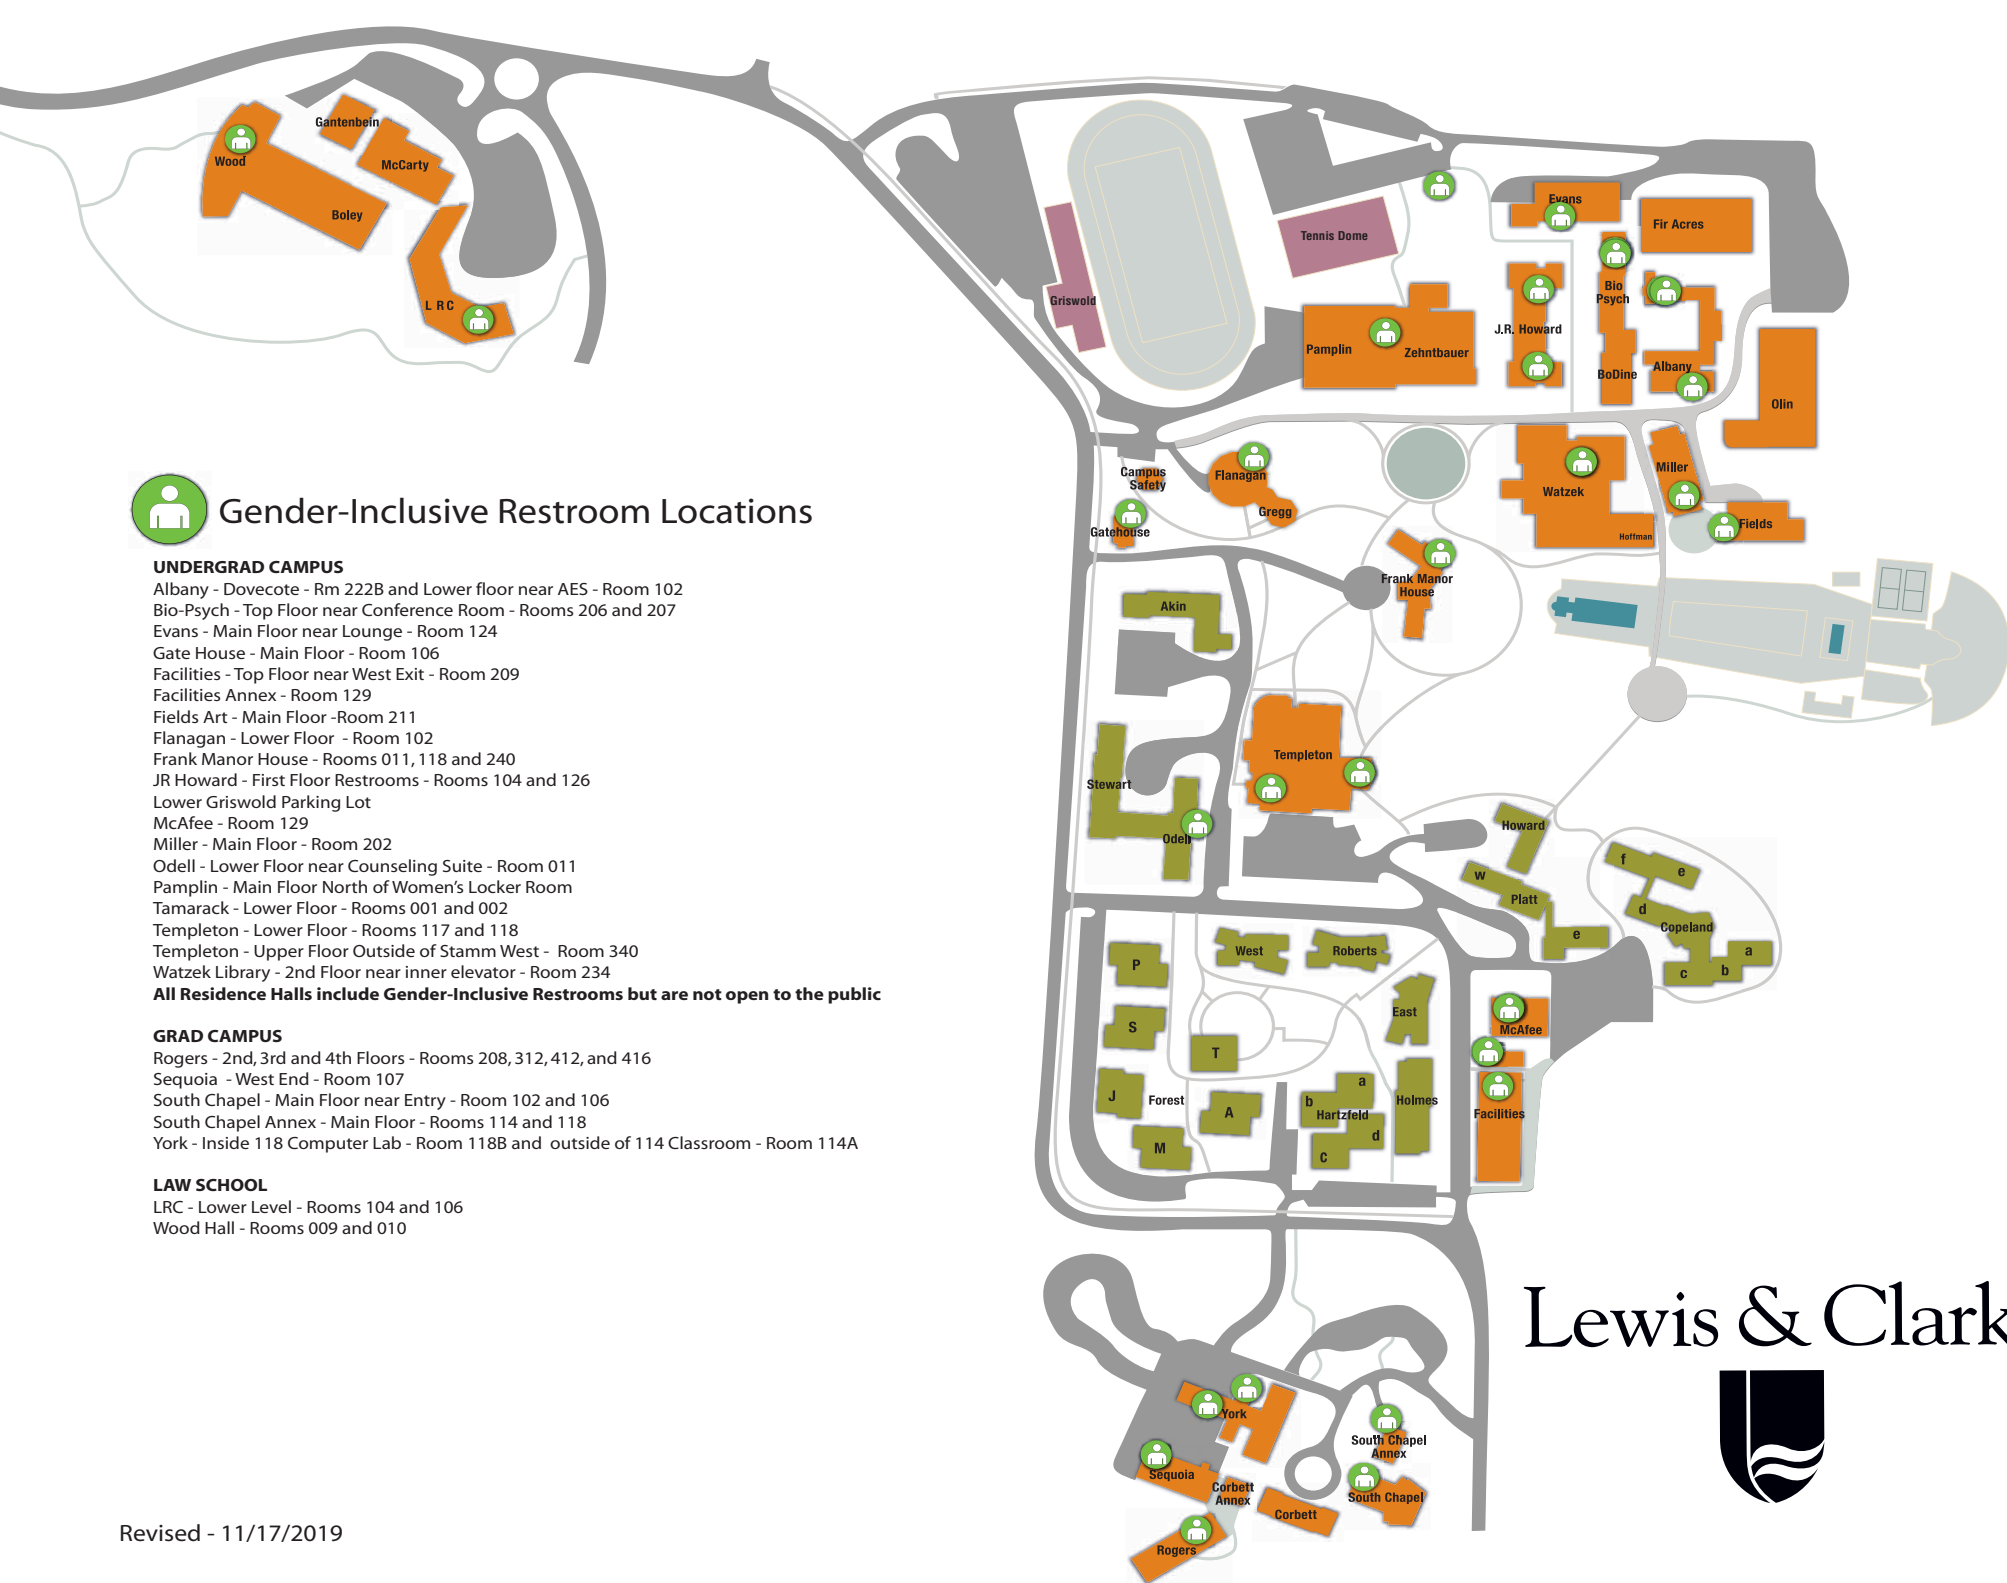 Gantenbein
Wood
McCarty
Boley
L R C
Griswold
Tennis Dome
Evans
Fir Acres
Bio
Psych
J.R. Howard
Pamplin
Zehntbauer
BoDine
Albany
Olin
Campus
Safety
Flanagan
Gregg
Gatehouse
Watzek
Hoffman
Miller
Fields
Frank Manor
House
Akin
Templeton
Stewart
Odell
Howard
w
Platt
e
f
e
d
Copeland
a
b
c
West
Roberts
P
S
T
East
J
Forest
A
M
a
b
Hartzfeld
d
c
Holmes
McAfee
Facilities
York
Sequoia
Corbett
Annex
Corbett
Rogers
South Chapel
Annex
South Chapel
Gender-Inclusive Restroom Locations
UNDERGRAD CAMPUS
Albany - Dovecote - Rm 222B and Lower floor near AES - Room 102
Bio-Psych - Top Floor near Conference Room - Rooms 206 and 207
Evans - Main Floor near Lounge - Room 124
Gate House - Main Floor - Room 106
Facilities - Top Floor near West Exit - Room 209
Facilities Annex - Room 129
Fields Art - Main Floor -Room 211
Flanagan - Lower Floor - Room 102
Frank Manor House - Rooms 011, 118 and 240
JR Howard - First Floor Restrooms - Rooms 104 and 126
Lower Griswold Parking Lot
McAfee - Room 129
Miller - Main Floor - Room 202
Odell - Lower Floor near Counseling Suite - Room 011
Pamplin - Main Floor North of Women's Locker Room
Tamarack - Lower Floor - Rooms 001 and 002
Templeton - Lower Floor - Rooms 117 and 118
Templeton - Upper Floor Outside of Stamm West - Room 340
Watzek Library - 2nd Floor near inner elevator - Room 234
All Residence Halls include Gender-Inclusive Restrooms but are not open to the public
GRAD CAMPUS
Rogers - 2nd, 3rd and 4th Floors - Rooms 208, 312, 412, and 416
Sequoia - West End - Room 107
South Chapel - Main Floor near Entry - Room 102 and 106
South Chapel Annex - Main Floor - Rooms 114 and 118
York - Inside 118 Computer Lab - Room 118B and outside of 114 Classroom - Room 114A
LAW SCHOOL
LRC - Lower Level - Rooms 104 and 106
Wood Hall - Rooms 009 and 010
Lewis & Clark
Revised - 11/17/2019